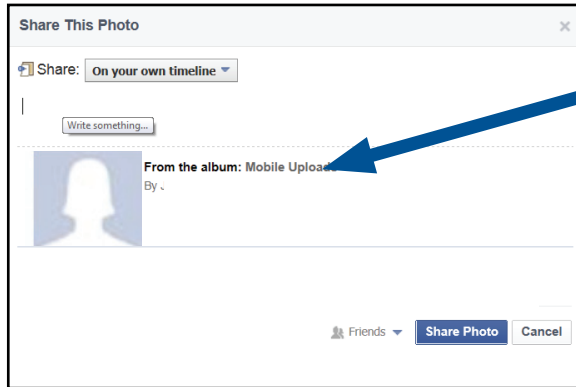 Share This Photo
Share: On your own timeline
Write something...
From the album: Mobile Uploads
By
Friends Share Photo Cancel